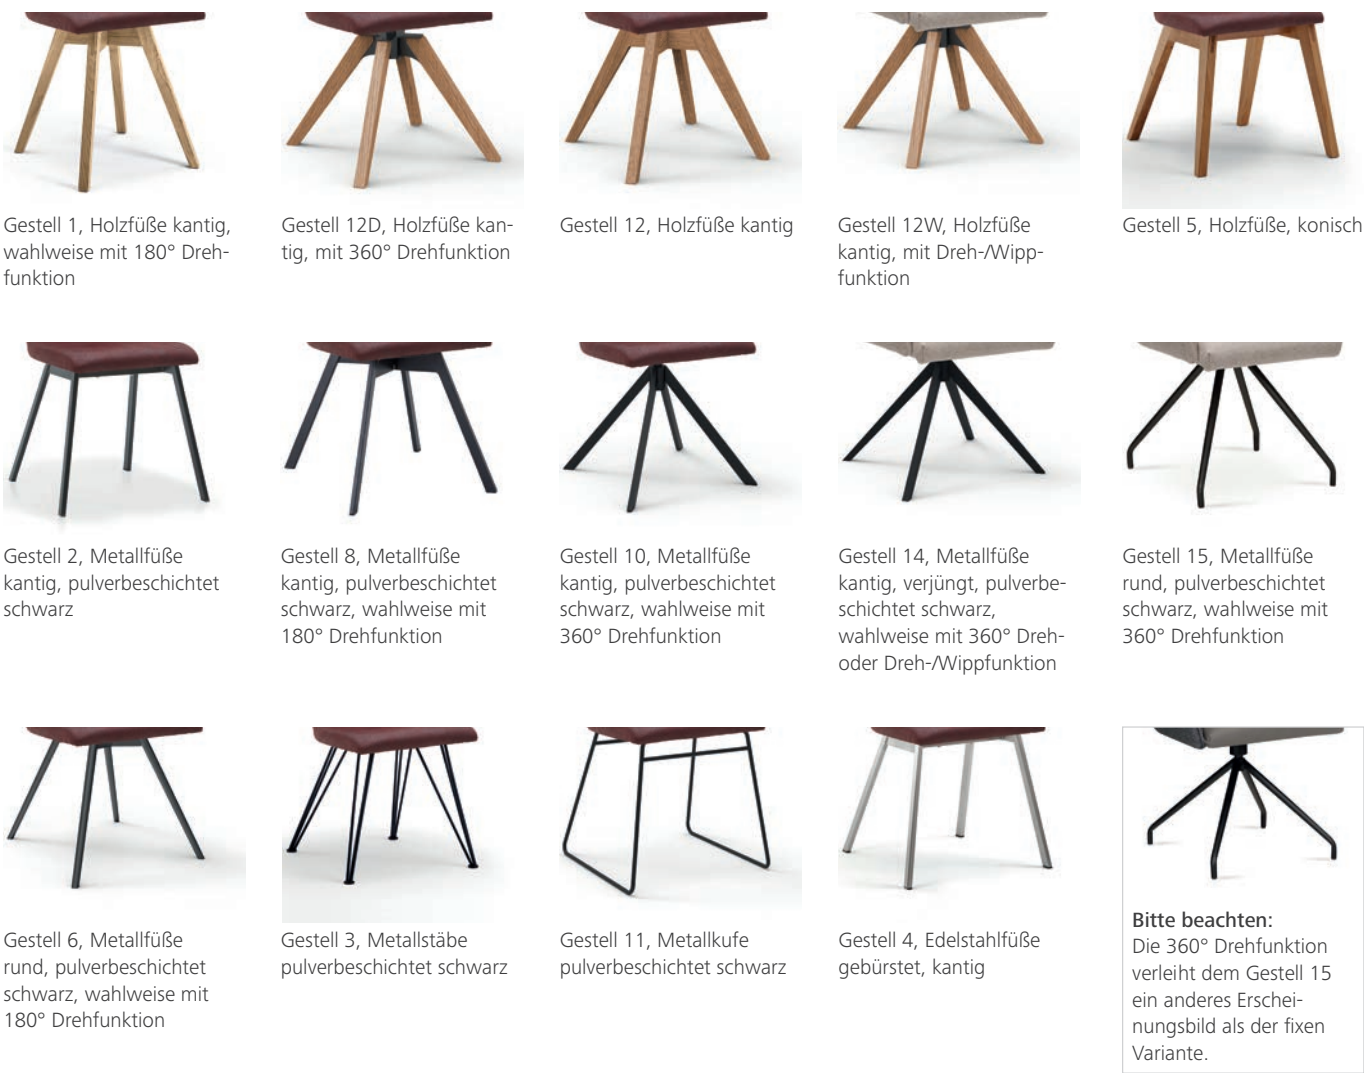 Gestell 1, Holzfüße kantig,
wahlweise mit 180° Dreh-
funktion
Gestell 12D, Holzfüße kan-
tig, mit 360° Drehfunktion
Gestell 12, Holzfüße kantig
Gestell 12W, Holzfüße
kantig, mit Dreh-/Wipp-
funktion
Gestell 5, Holzfüße, konisch
Gestell 2, Metallfüße
kantig, pulverbeschichtet
schwarz
Gestell 8, Metallfüße
kantig, pulverbeschichtet
schwarz, wahlweise mit
180° Drehfunktion
Gestell 10, Metallfüße
kantig, pulverbeschichtet
schwarz, wahlweise mit
360° Drehfunktion
Gestell 14, Metallfüße
kantig, verjüngt, pulverbe-
schichtet schwarz,
wahlweise mit 360° Dreh-
oder Dreh-/Wippfunktion
Gestell 15, Metallfüße
rund, pulverbeschichtet
schwarz, wahlweise mit
360° Drehfunktion
Gestell 6, Metallfüße
rund, pulverbeschichtet
schwarz, wahlweise mit
180° Drehfunktion
Gestell 3, Metallstäbe
pulverbeschichtet schwarz
Gestell 11, Metallkufe
pulverbeschichtet schwarz
Gestell 4, Edelstahlfüße
gebürstet, kantig
Bitte beachten:
Die 360° Drehfunktion
verleiht dem Gestell 15
ein anderes Erschei-
nungsbild als der fixen
Variante.